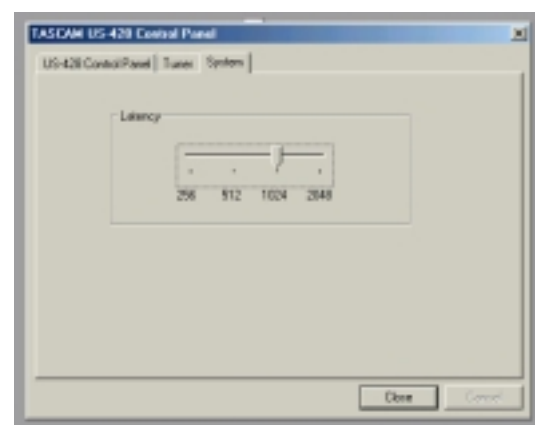 TASCAM US-428 Control Panel
US-428 Control Panel Tuner System
Latency
256 512 1024 2048
Close Cancel